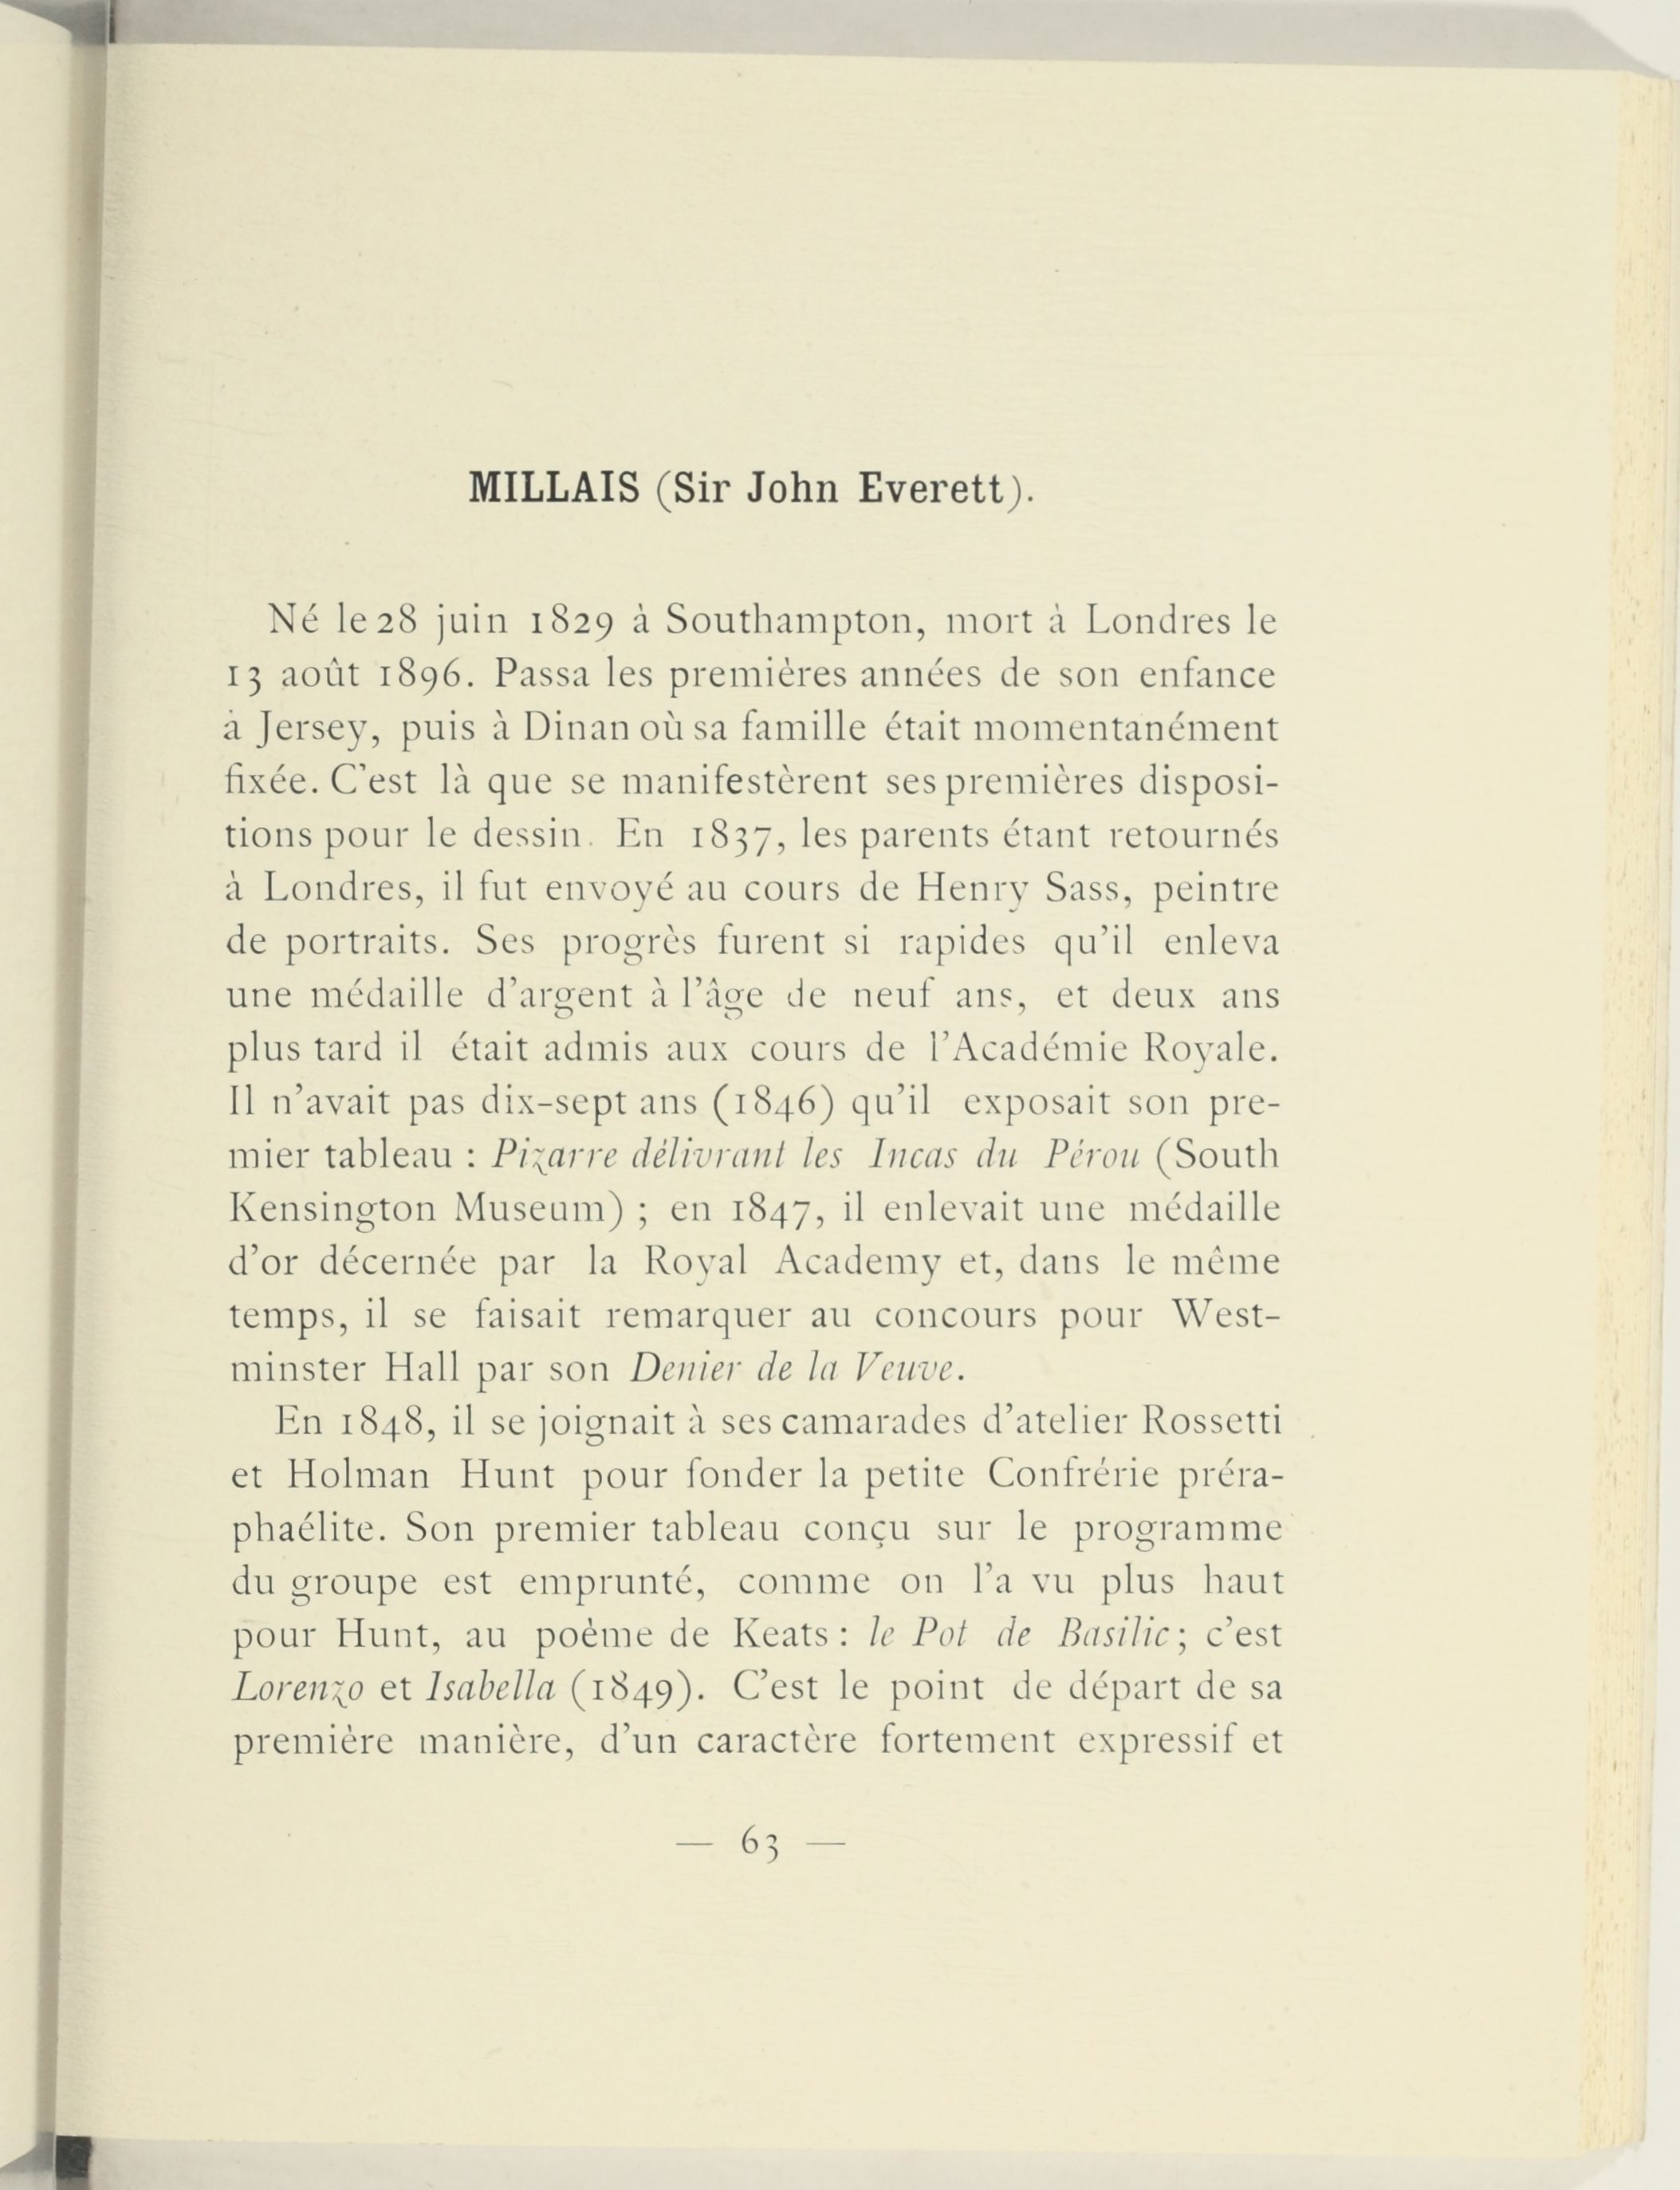 MILLAIS (Sir John Everett).
Né le 28 juin 1829 à Southampton, mort à Londres le
13 août 1896. Passa les premières années de son enfance
à Jersey, puis à Dinan où sa famille était momentanément
fixée. C'est là que se manifestèrent ses premières disposi-
tions pour le dessin. En 1837, les parents étant retournés
à Londres, il fut envoyé au cours de Henry Sass, peintre
de portraits. Ses progrès furent si rapides qu'il enleva
une médaille d'argent à l'âge de neuf ans, et deux ans
plus tard il était admis aux cours de l'Académie Royale.
Il n'avait pas dix-sept ans (1846) qu'il exposait son pre-
mier tableau : Pizarre délivrant les Incas du Pérou (South
Kensington Museum) ; en 1847, il enlevait une médaille
d'or décernée par la Royal Academy et, dans le même
temps, il se faisait remarquer au concours pour West-
minster Hall par son Denier de la Veuve.
En 1848, il se joignait à ses camarades d'atelier Rossetti
et Holman Hunt pour fonder la petite Confrérie préra-
phaélite. Son premier tableau conçu sur le programme
du groupe est emprunté, comme on l'a vu plus haut
pour Hunt, au poème de Keats : le Pot de Basilic ; c'est
Lorenzo et Isabella (1849). C'est le point de départ de sa
première manière, d'un caractère fortement expressif et
— 63 —